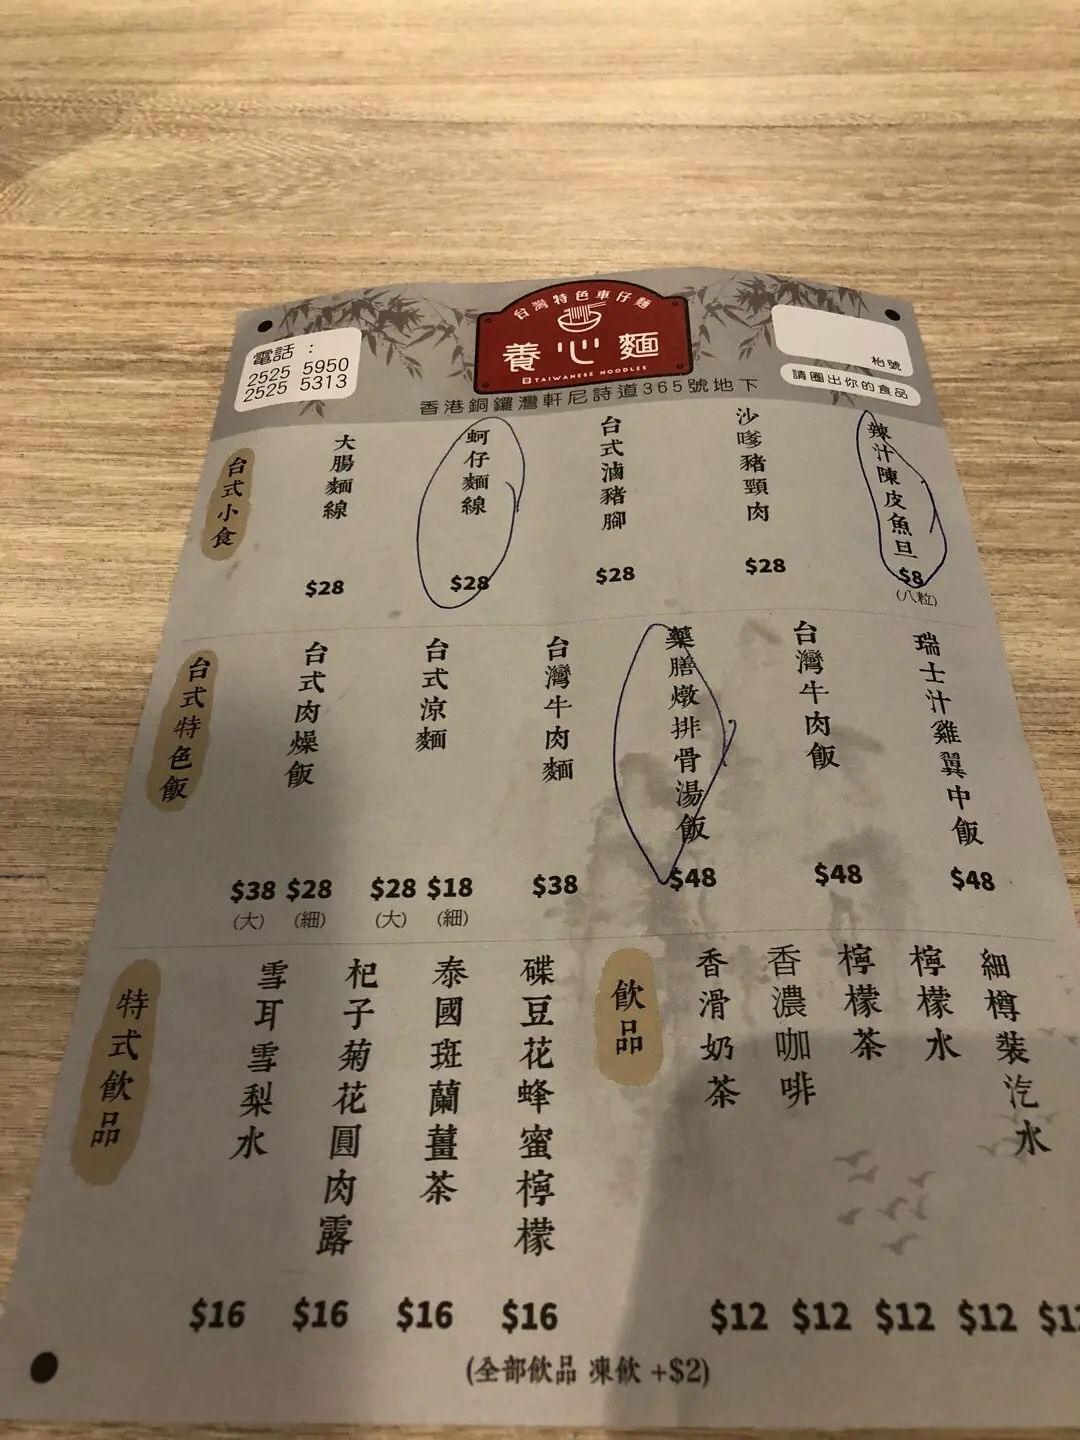 台灣特色車仔麵
養心麵
TAIWANESE NOODLES
電話：
2525 5950
2525 5313
枱號
請圈出你的食品
香港銅鑼灣軒尼詩道365號地下
台式小食
大腸麵線
$28
蚵仔麵線
$28
台式滷豬腳
$28
沙嗲豬頸肉
$28
辣汁陳皮魚旦
$8
(八粒)
台式特色飯
台式肉燥飯
$38 $28
(大) (細)
台式涼麵
$28 $18
(大) (細)
台灣牛肉麵
$38
藥膳燉排骨湯飯
$48
台灣牛肉飯
$48
瑞士汁雞翼中飯
$48
特式飲品
雪耳雪梨水
$16
杞子菊花圓肉露
$16
泰國斑蘭薑茶
$16
碟豆花蜂蜜檸檬
$16
飲品
香滑奶茶
$12
香濃咖啡
$12
檸檬茶
$12
檸檬水
$12
細樽裝汽水
$12
(全部飲品 凍飲 +$2)